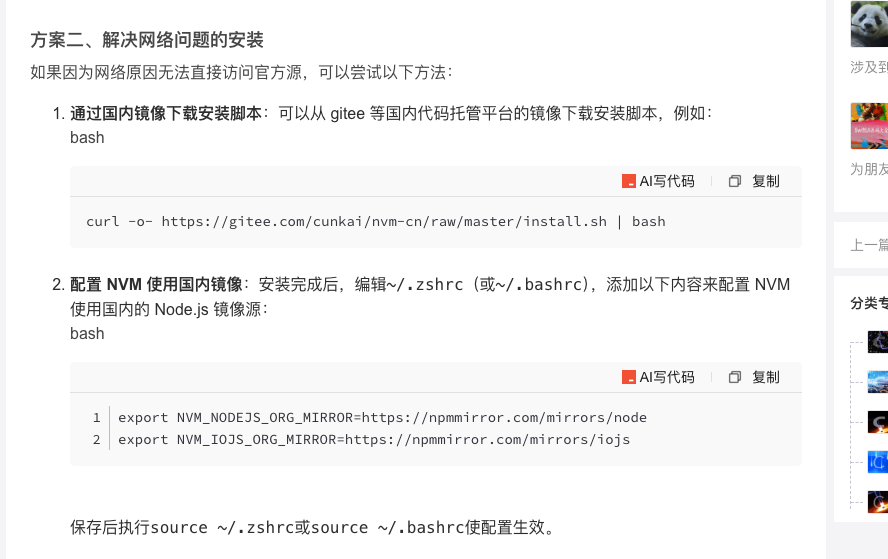 方案二、解决网络问题的安装
如果因为网络原因无法直接访问官方源，可以尝试以下方法：
1. 通过国内镜像下载安装脚本：可以从 gitee 等国内代码托管平台的镜像下载安装脚本，例如：
bash
AI写代码 复制
curl -o- https://gitee.com/cunkai/nvm-cn/raw/master/install.sh | bash
2. 配置 NVM 使用国内镜像：安装完成后，编辑~/.zshrc（或~/.bashrc），添加以下内容来配置 NVM
使用国内的 Node.js 镜像源：
bash
AI写代码 复制
1 export NVM_NODEJS_ORG_MIRROR=https://npmmirror.com/mirrors/node
2 export NVM_IOJS_ORG_MIRROR=https://npmmirror.com/mirrors/iojs
保存后执行source ~/.zshrc或source ~/.bashrc使配置生效。
涉及到
为朋友
上一篇
分类专